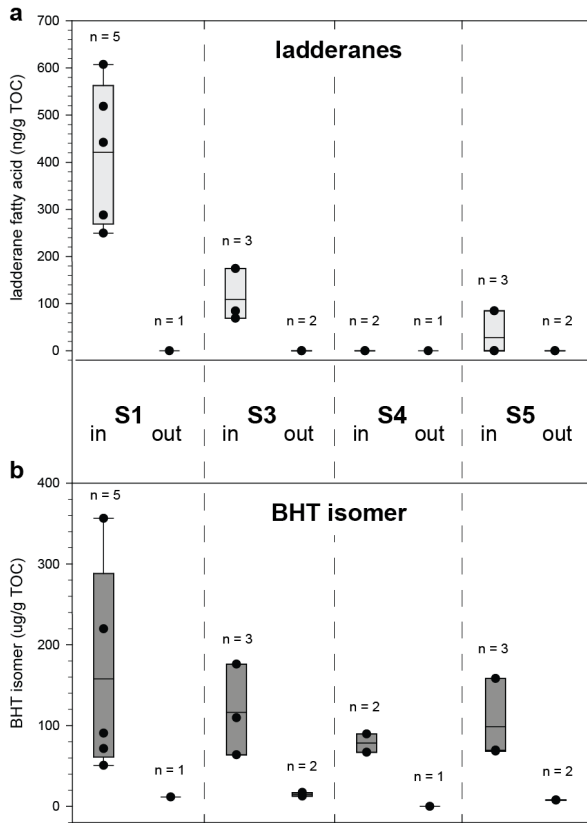 a
700
n = 5
ladderanes
600
500
400
300
n = 3
200
n = 3
100
n = 1
n = 2
n = 2
n = 1
n = 2
0
ladderane fatty acid (ng/g TOC)
S1
S3
S4
S5
in
out
in
out
in
out
in
out
b
400
n = 5
BHT isomer
300
200
n = 3
n = 3
n = 2
100
n = 1
n = 2
n = 1
n = 2
0
BHT isomer (ug/g TOC)